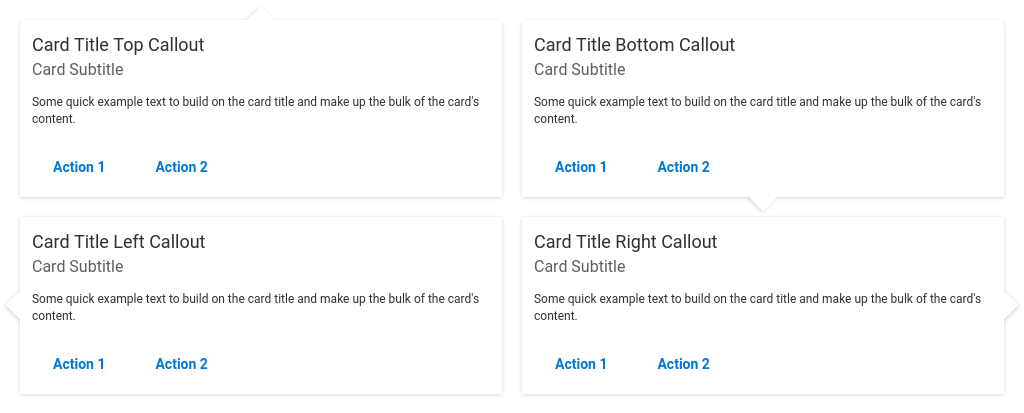 Card Title Top Callout
Card Subtitle
Some quick example text to build on the card title and make up the bulk of the card's
content.
Action 1 Action 2
Card Title Bottom Callout
Card Subtitle
Some quick example text to build on the card title and make up the bulk of the card's
content.
Action 1 Action 2
Card Title Left Callout
Card Subtitle
Some quick example text to build on the card title and make up the bulk of the card's
content.
Action 1 Action 2
Card Title Right Callout
Card Subtitle
Some quick example text to build on the card title and make up the bulk of the card's
content.
Action 1 Action 2